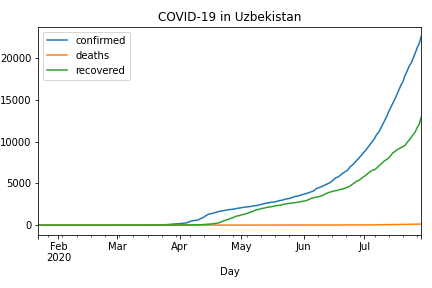 COVID-19 in Uzbekistan
confirmed
deaths
recovered
20000
15000
10000
5000
0
Feb Mar Apr May Jun Jul
2020
Day